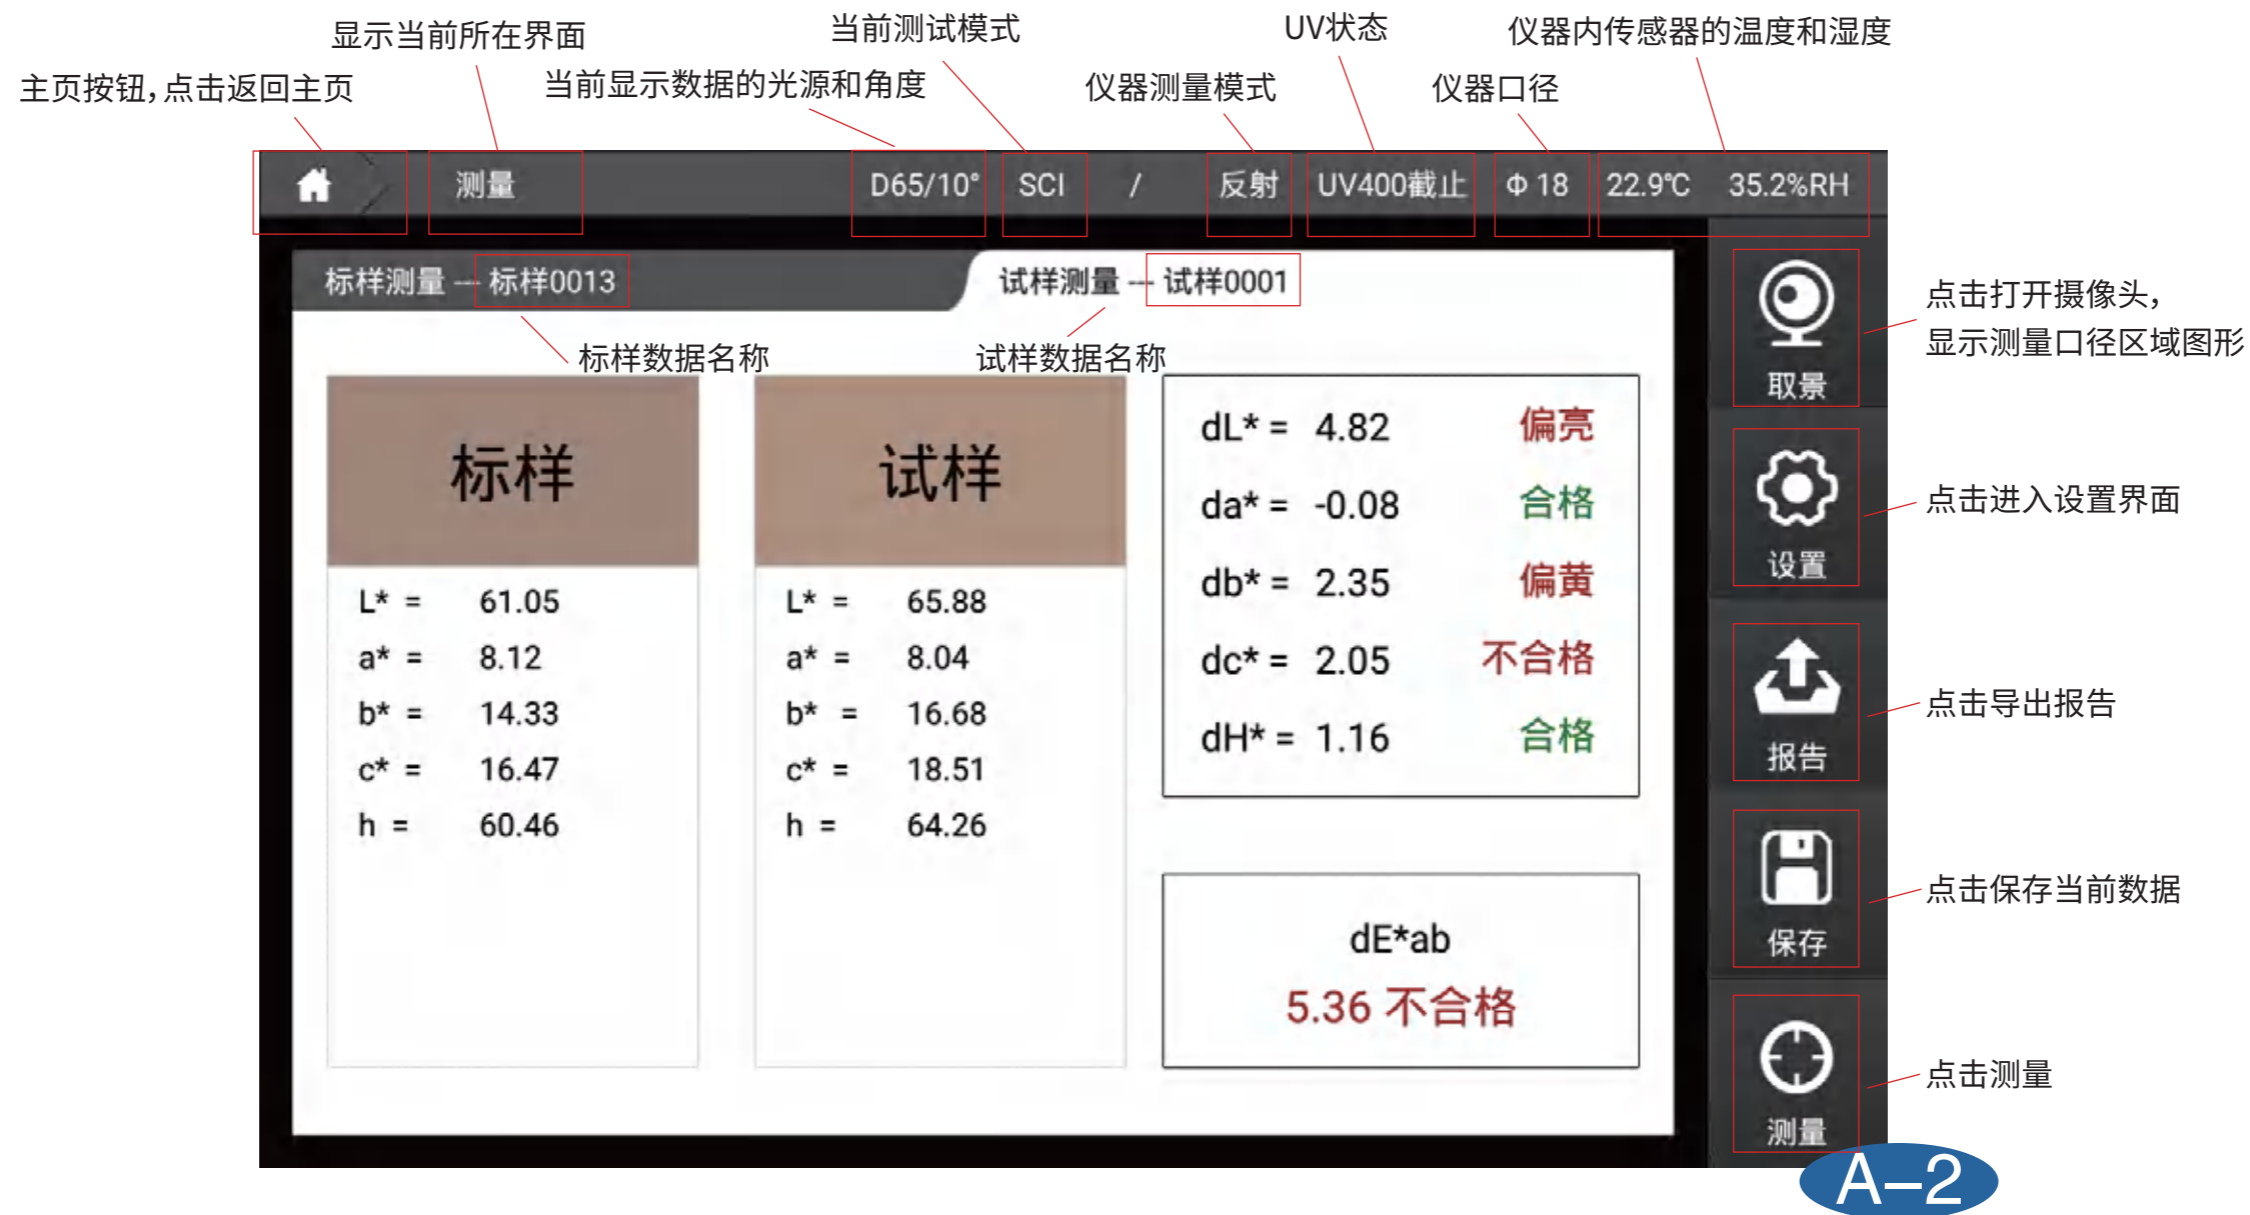 显示当前所在界面
当前测试模式
UV状态
仪器内传感器的温度和湿度
主页按钮，点击返回主页
当前显示数据的光源和角度
仪器测量模式
仪器口径
测量
D65/10°
SCI
/
反射
UV400截止
Φ 18
22.9℃
35.2%RH
标样测量 --- 标样0013
试样测量 --- 试样0001
标样数据名称
试样数据名称
标样
L* = 61.05
a* = 8.12
b* = 14.33
c* = 16.47
h = 60.46
试样
L* = 65.88
a* = 8.04
b* = 16.68
c* = 18.51
h = 64.26
dL* = 4.82 偏亮
da* = -0.08 合格
db* = 2.35 偏黄
dc* = 2.05 不合格
dH* = 1.16 合格
dE*ab
5.36 不合格
取景
点击打开摄像头，
显示测量口径区域图形
设置
点击进入设置界面
报告
点击导出报告
保存
点击保存当前数据
测量
点击测量
A-2